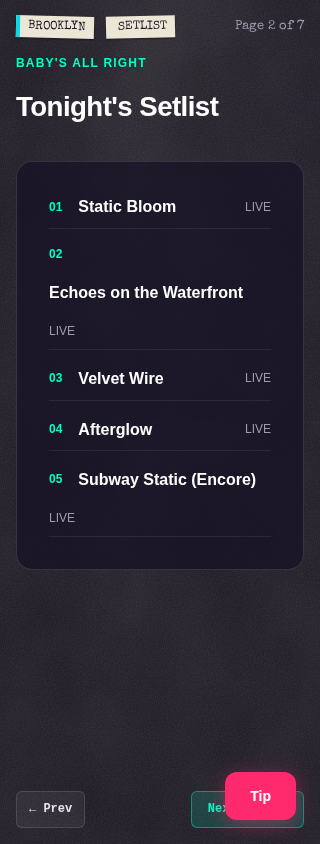 BROOKLYN SETLIST Page 2 of 7
BABY'S ALL RIGHT
Tonight's Setlist
01 Static Bloom LIVE
02
Echoes on the Waterfront
LIVE
03 Velvet Wire LIVE
04 Afterglow LIVE
05 Subway Static (Encore)
LIVE
← Prev
Tip